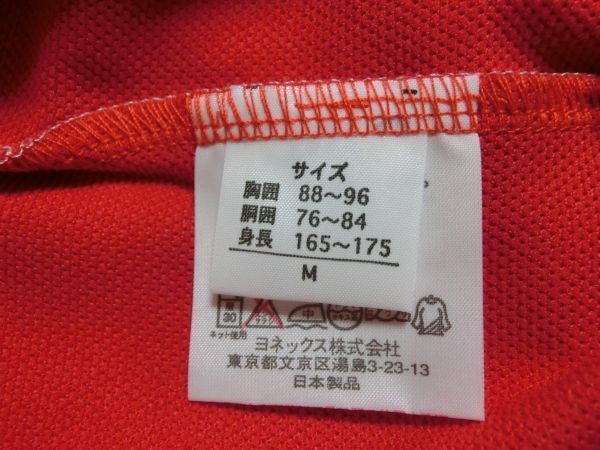 サイズ
胸囲 88～96
胴囲 76～84
身長 165～175
M
30
中
ネット使用
ヨネックス株式会社
東京都文京区湯島3-23-13
日本製品